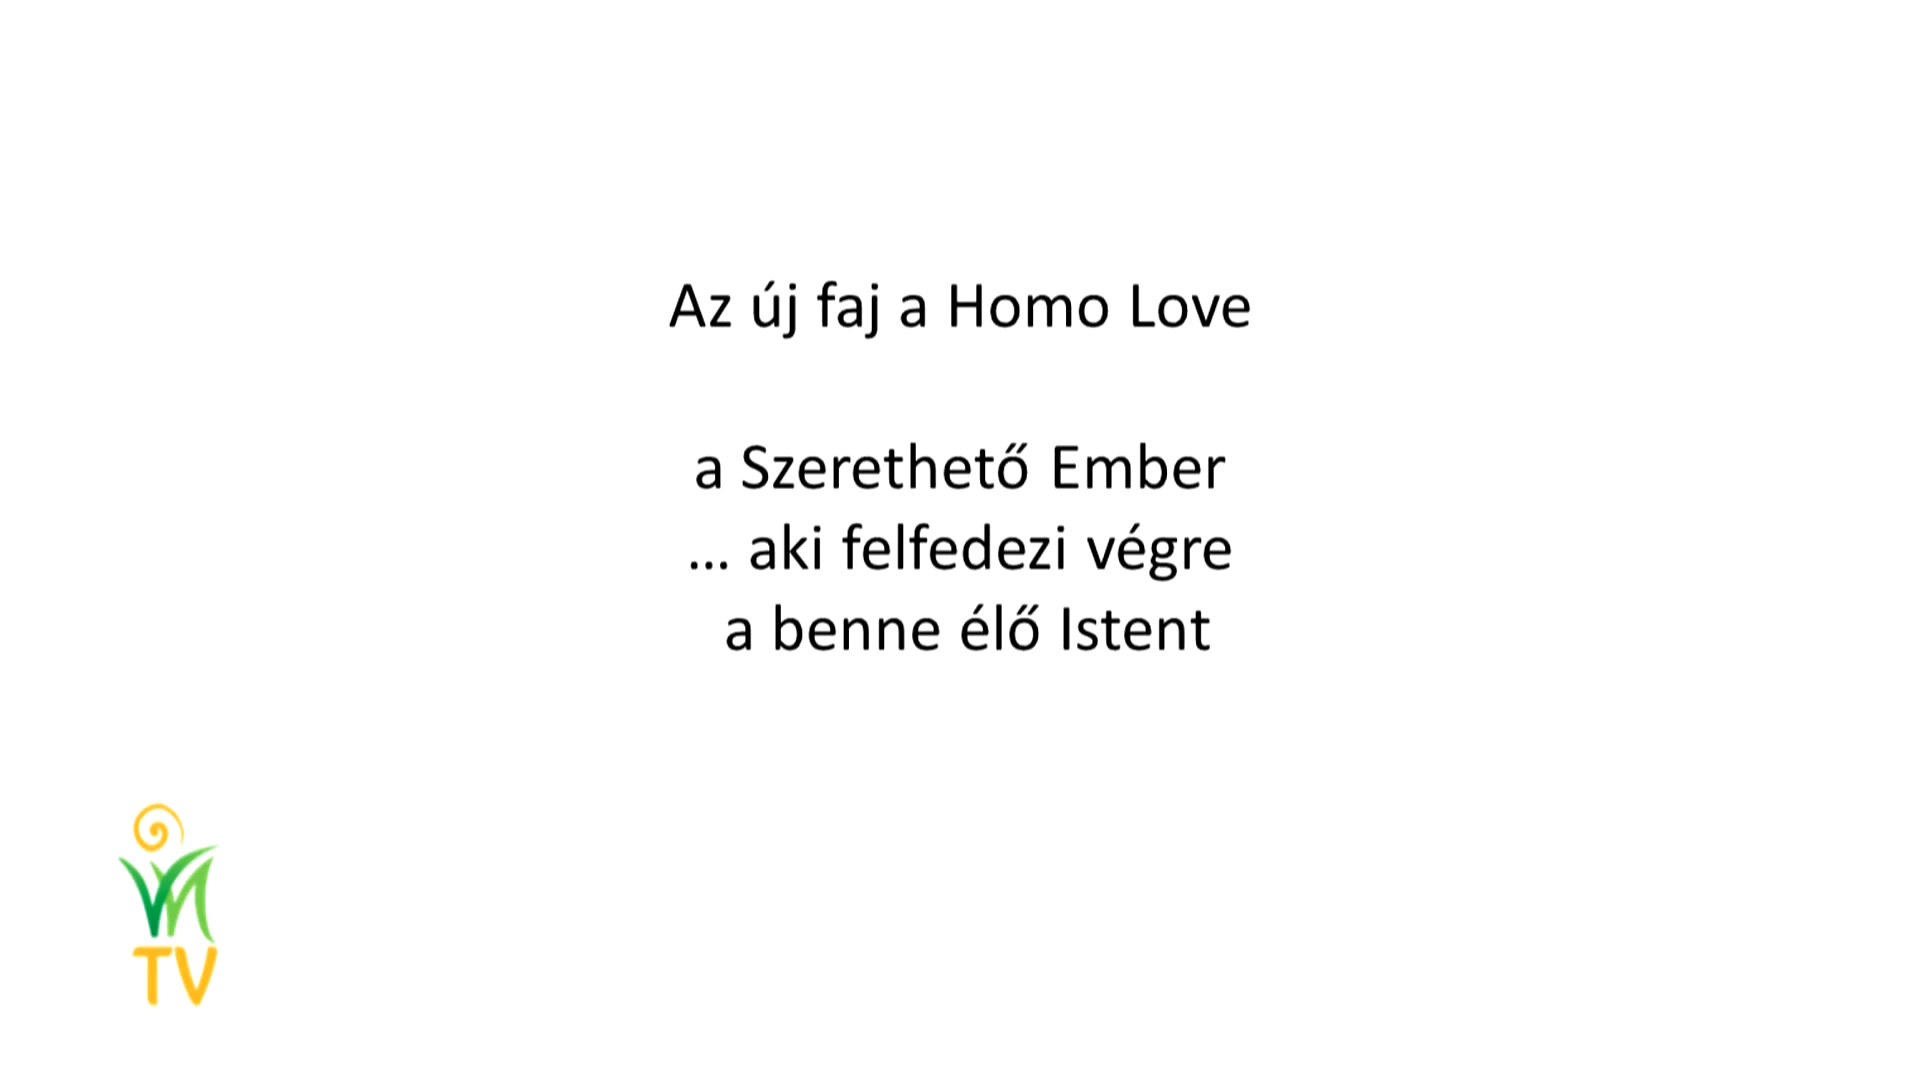 Az új faj a Homo Love
a Szerethető Ember
... aki felfedezi végre
a benne élő Istent
TV